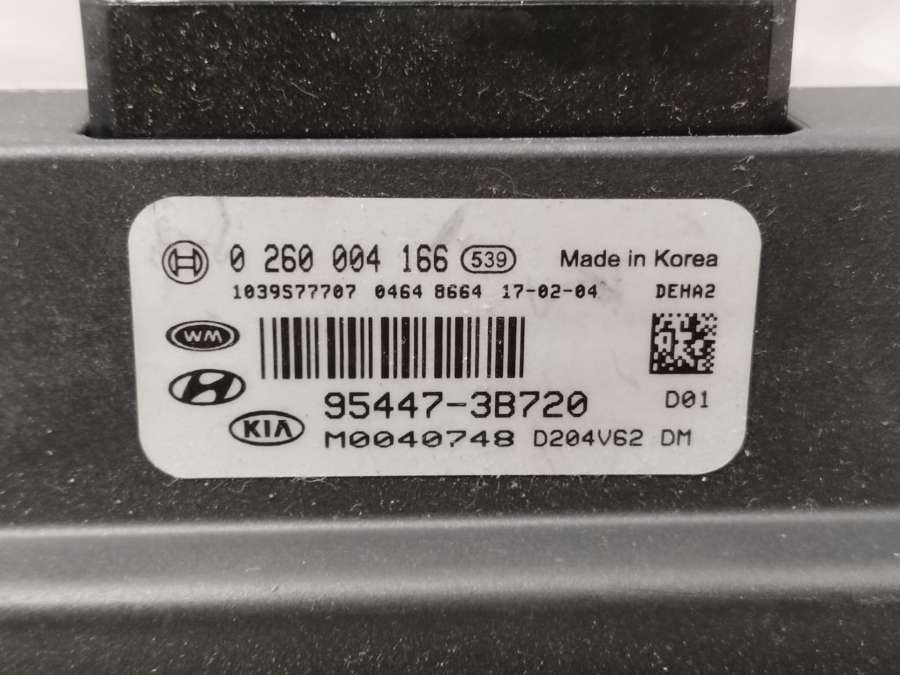 0 260 004 166 539 Made in Korea
1039S77707 0464 8664 17-02-04 DEHA2
WM
95447-3B720 D01
KIA M0040748 D204V62 DM